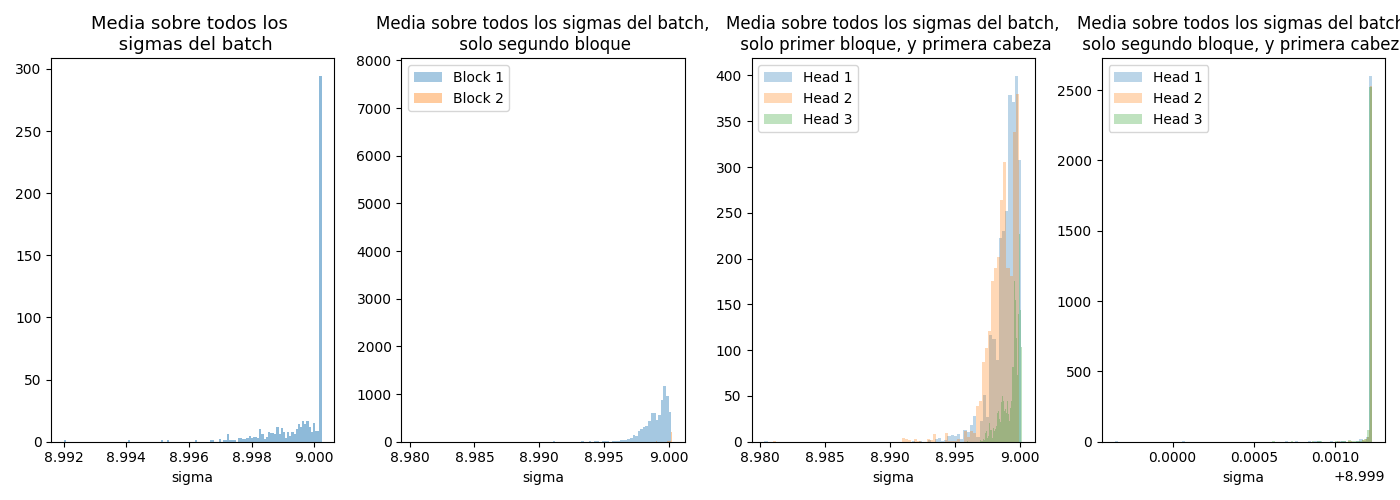 Media sobre todos los
sigmas del batch
300
250
200
150
100
50
0
8.992 8.994 8.996 8.998 9.000
sigma
Media sobre todos los sigmas del batch,
solo segundo bloque
Block 1
Block 2
8000
7000
6000
5000
4000
3000
2000
1000
0
8.980 8.985 8.990 8.995 9.000
sigma
Media sobre todos los sigmas del batch,
solo primer bloque, y primera cabeza
Head 1
Head 2
Head 3
400
350
300
250
200
150
100
50
0
8.980 8.985 8.990 8.995 9.000
sigma
Media sobre todos los sigmas del batch
solo segundo bloque, y primera cabez
Head 1
Head 2
Head 3
2500
2000
1500
1000
500
0
0.0000 0.0005 0.0010
+8.999
sigma